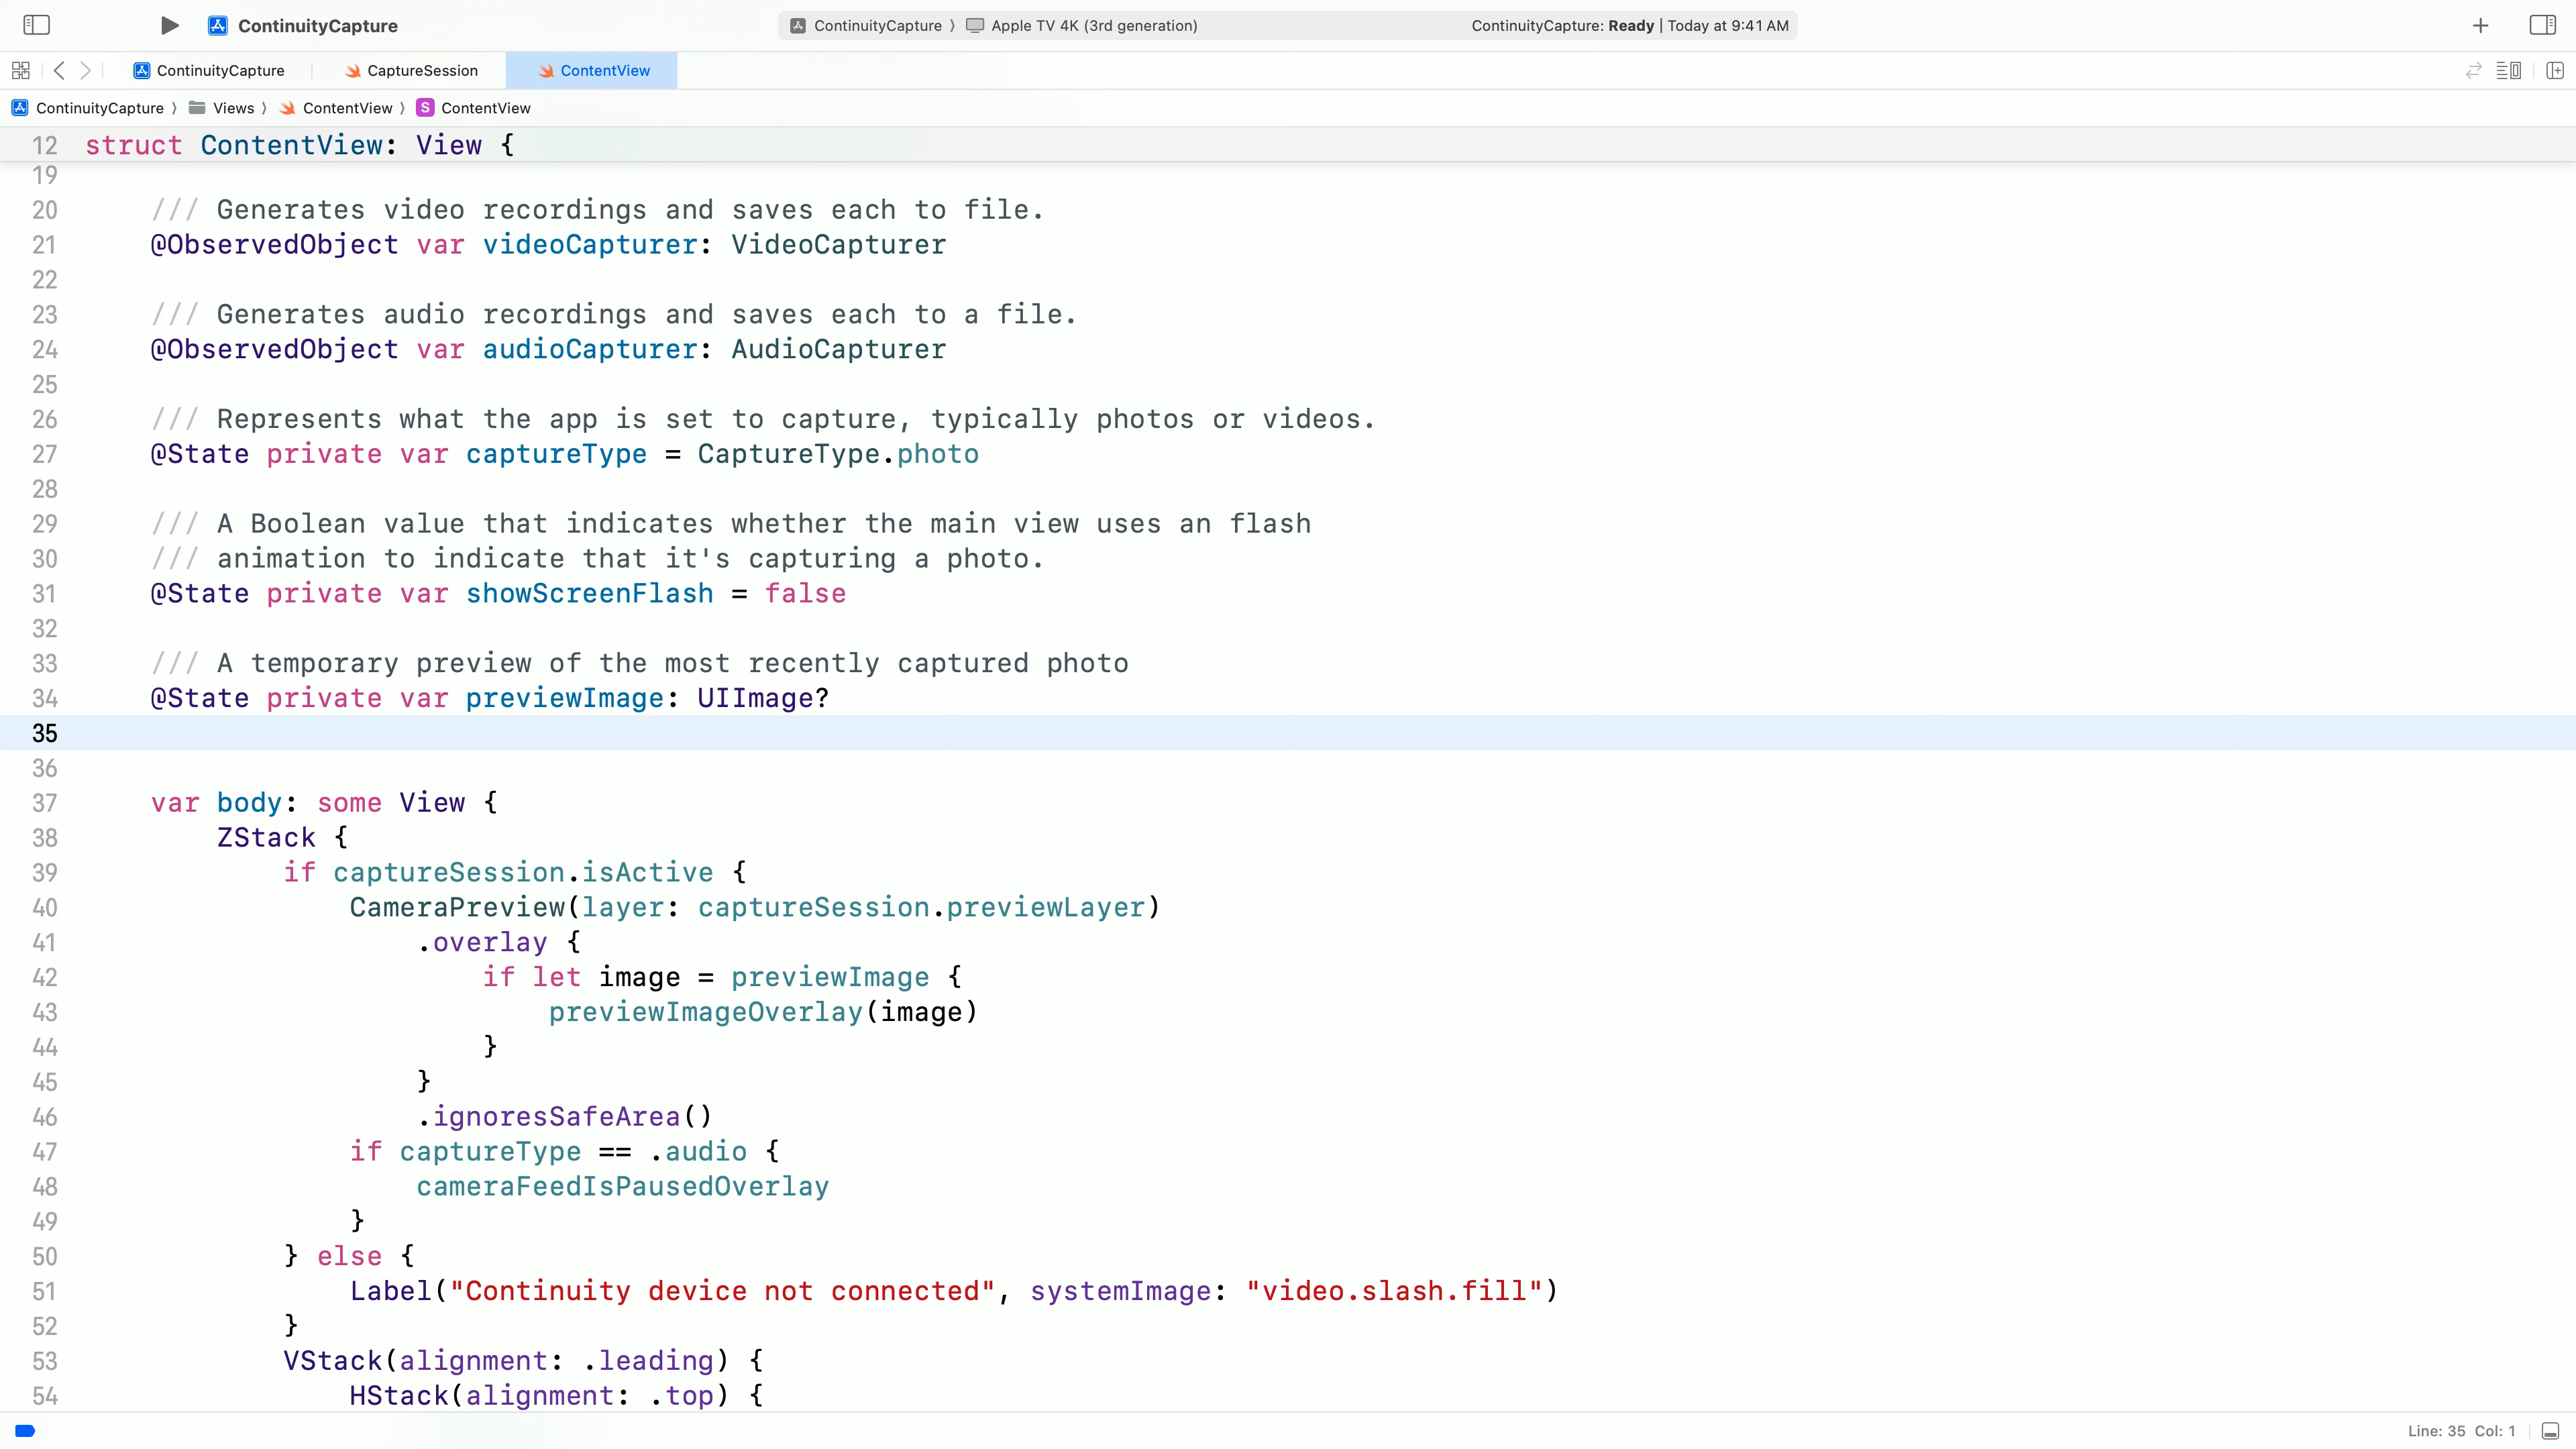 ContinuityCapture
ContinuityCapture 〉 Apple TV 4K (3rd generation) ContinuityCapture: Ready | Today at 9:41 AM
ContinuityCapture CaptureSession ContentView
ContinuityCapture 〉 Views 〉 ContentView 〉 S ContentView
12 struct ContentView: View {
19
20 /// Generates video recordings and saves each to file.
21 @ObservedObject var videoCapturer: VideoCapturer
22
23 /// Generates audio recordings and saves each to a file.
24 @ObservedObject var audioCapturer: AudioCapturer
25
26 /// Represents what the app is set to capture, typically photos or videos.
27 @State private var captureType = CaptureType.photo
28
29 /// A Boolean value that indicates whether the main view uses an flash
30 /// animation to indicate that it's capturing a photo.
31 @State private var showScreenFlash = false
32
33 /// A temporary preview of the most recently captured photo
34 @State private var previewImage: UIImage?
35
36
37 var body: some View {
38 ZStack {
39 if captureSession.isActive {
40 CameraPreview(layer: captureSession.previewLayer)
41 .overlay {
42 if let image = previewImage {
43 previewImageOverlay(image)
44 }
45 }
46 .ignoresSafeArea()
47 if captureType == .audio {
48 cameraFeedIsPausedOverlay
49 }
50 } else {
51 Label("Continuity device not connected", systemImage: "video.slash.fill")
52 }
53 VStack(alignment: .leading) {
54 HStack(alignment: .top) {
Line: 35 Col: 1